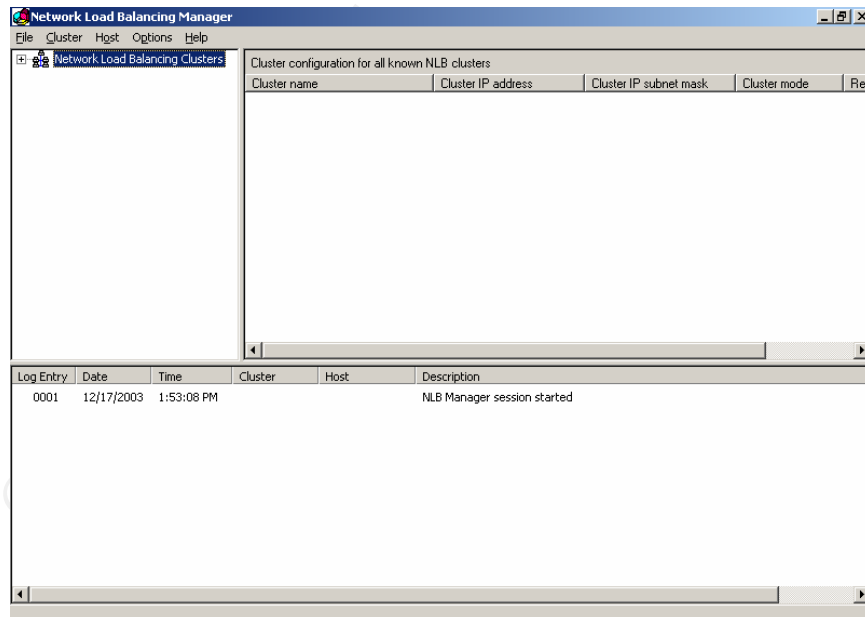 Network Load Balancing Manager
File Cluster Host Options Help
Network Load Balancing Clusters
Cluster configuration for all known NLB clusters
Cluster name Cluster IP address Cluster IP subnet mask Cluster mode Re
Log Entry Date Time Cluster Host Description
0001 12/17/2003 1:53:08 PM NLB Manager session started